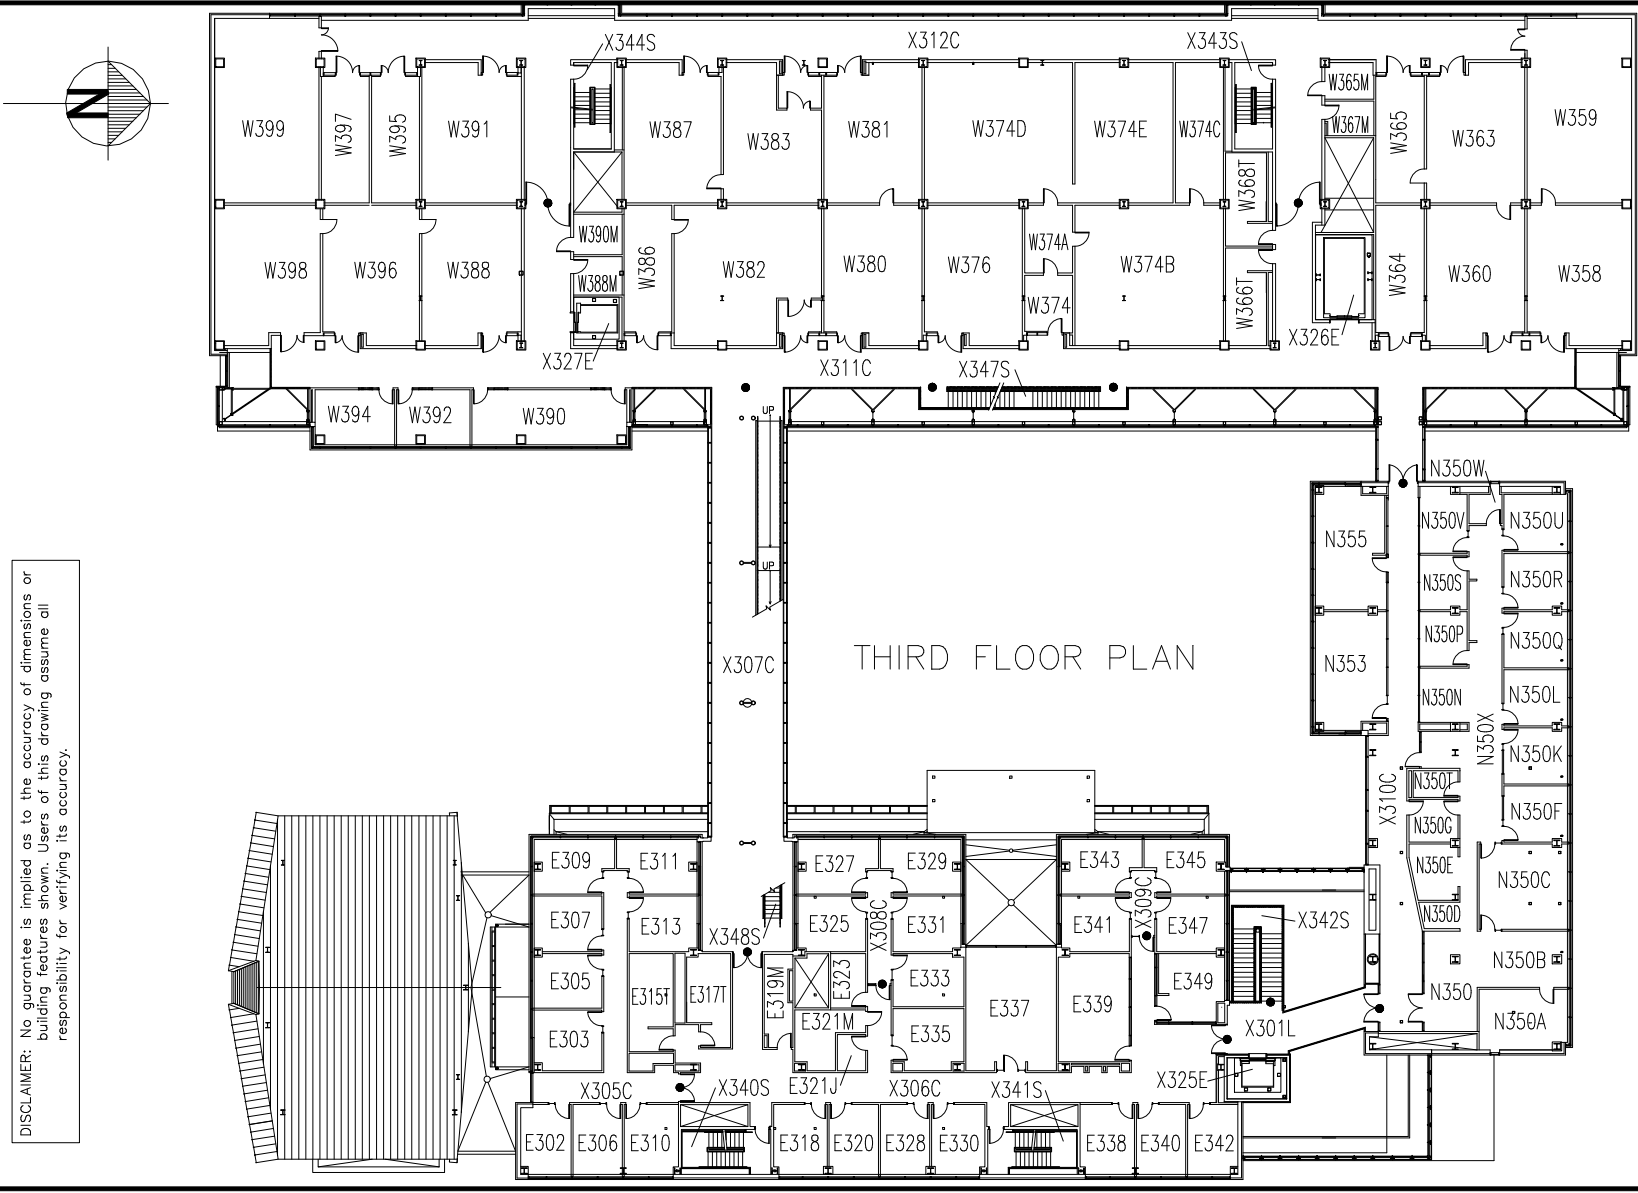 X344S
X312C
X343S
W399
W397
W395
W391
W387
W383
W381
W374D
W374E
W374C
W365M
W367M
W365
W363
W359
W368T
N
W398
W396
W388
W390M
W388M
W386
W382
W380
W376
W374A
W374
W374B
W366T
W364
W360
W358
X327E
X311C
X347S
X326E
W394
W392
W390
UP
UP
X307C
THIRD FLOOR PLAN
N350W
N355
N350V
N350U
N350S
N350R
N350P
N350Q
N353
N350N
N350L
N350X
N350K
X310C
N350T
N350F
N350G
N350E
N350C
N350D
N350B
N350
N350A
DISCLAIMER: No guarantee is implied as to the accuracy of dimensions or
building features shown. Users of this drawing assume all
responsibility for verifying its accuracy.
E309
E311
E327
E329
E343
E345
E307
E313
E325
X308C
E331
E341
X309C
E347
X348S
X342S
E305
E315T
E317T
E319M
E323
E333
E339
E349
E303
E321M
E335
E337
X301L
X305C
X340S
E321J
X306C
X341S
X325E
E302
E306
E310
E318
E320
E328
E330
E338
E340
E342